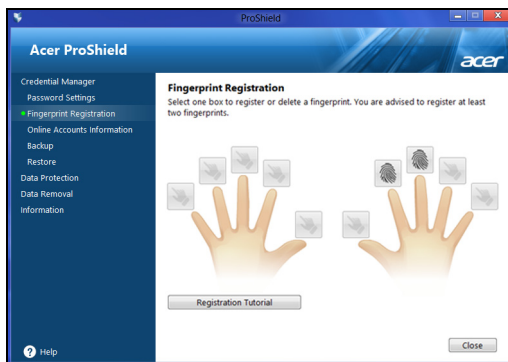 ProShield
Acer ProShield
acer
Credential Manager
Password Settings
Fingerprint Registration
Online Accounts Information
Backup
Restore
Data Protection
Data Removal
Information
Help
Fingerprint Registration
Select one box to register or delete a fingerprint. You are advised to register at least
two fingerprints.
Registration Tutorial
Close